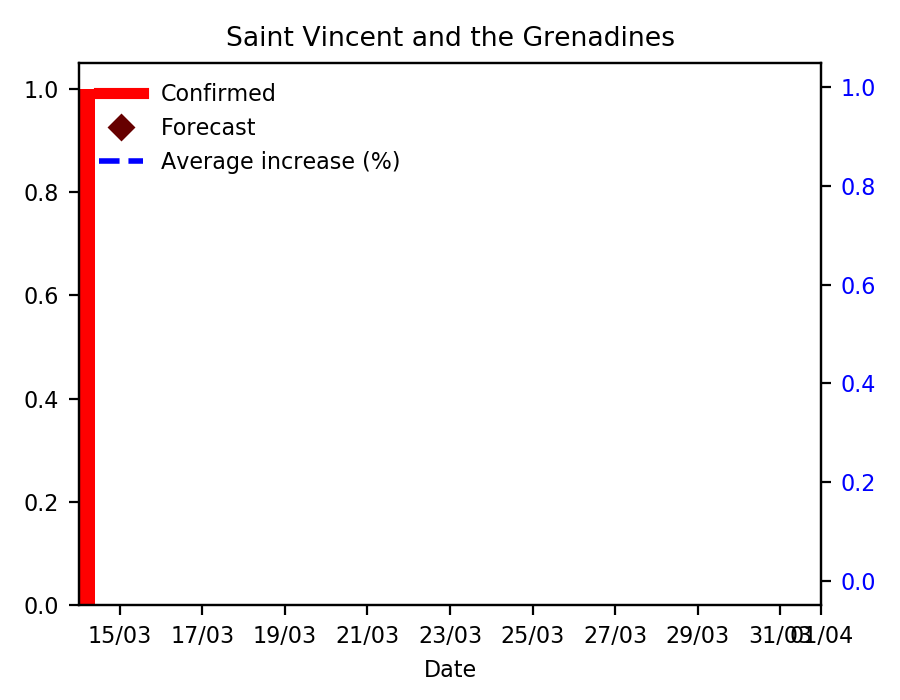 Saint Vincent and the Grenadines
1.0
0.8
0.6
0.4
0.2
0.0
Confirmed
Forecast
Average increase (%)
1.0
0.8
0.6
0.4
0.2
0.0
15/03 17/03 19/03 21/03 23/03 25/03 27/03 29/03 31/03 01/04
Date